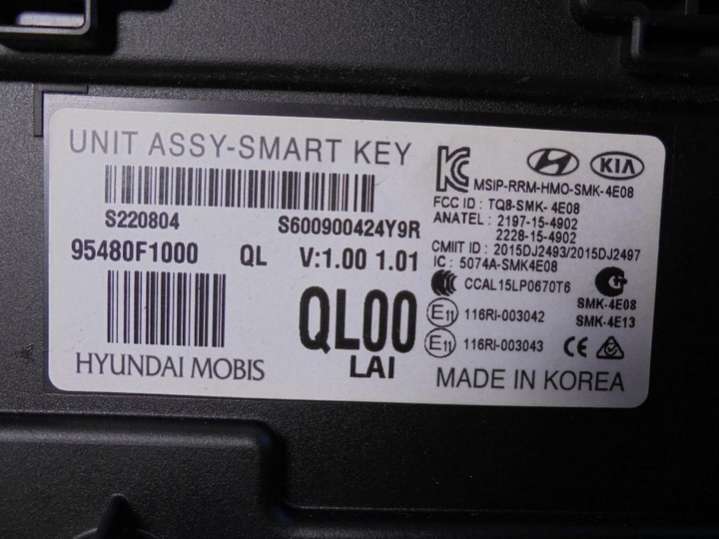 UNIT ASSY-SMART KEY
S220804 S600900424Y9R
95480F1000 QL V:1.00 1.01
QL00
LAI
HYUNDAI MOBIS
KC
KIA
MSIP-RRM-HMO-SMK-4E08
FCC ID : TQ8-SMK- 4E08
ANATEL : 2197-15-4902
2228-15-4902
CMIIT ID : 2015DJ2493/2015DJ2497
IC : 5074A-SMK4E08
CCAL15LP0670T6
SMK-4E08
SMK-4E13
E11 116RI-003042
E11 116RI-003043
CE
MADE IN KOREA